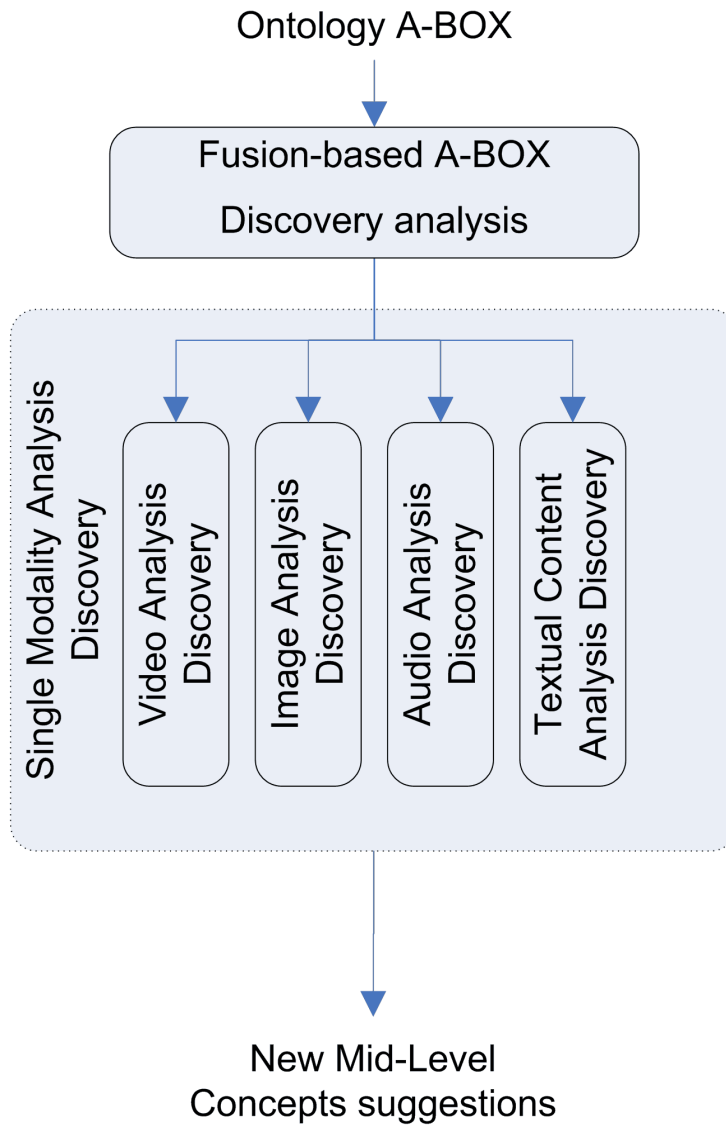 Ontology A-BOX
Fusion-based A-BOX
Discovery analysis
Single Modality Analysis
Discovery
Video Analysis
Discovery
Image Analysis
Discovery
Audio Analysis
Discovery
Textual Content
Analysis Discovery
New Mid-Level
Concepts suggestions